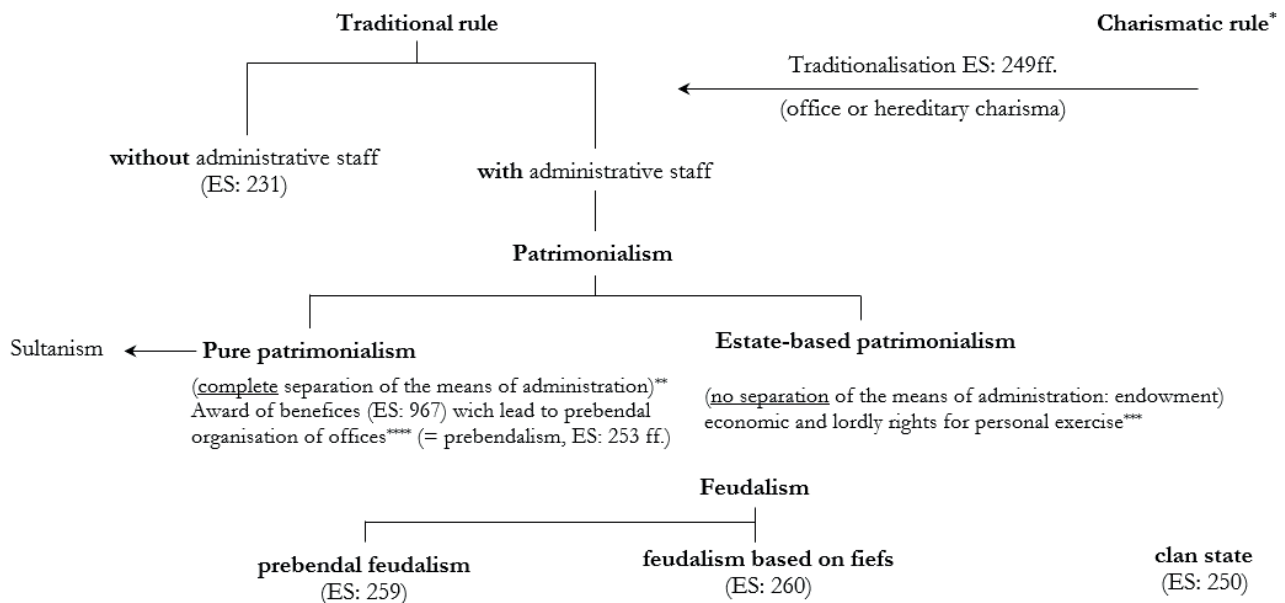 Traditional rule
Charismatic rule*
Traditionalisation ES: 249ff.
(office or hereditary charisma)
without administrative staff
(ES: 231)
with administrative staff
Patrimonialism
Sultanism
Pure patrimonialism
Estate-based patrimonialism
(complete separation of the means of administration)**
Award of benefices (ES: 967) wich lead to prebendal
organisation of offices**** (= prebendalism, ES: 253 ff.)
(no separation of the means of administration: endowment)
economic and lordly rights for personal exercise***
Feudalism
prebendal feudalism
(ES: 259)
feudalism based on fiefs
(ES: 260)
clan state
(ES: 250)